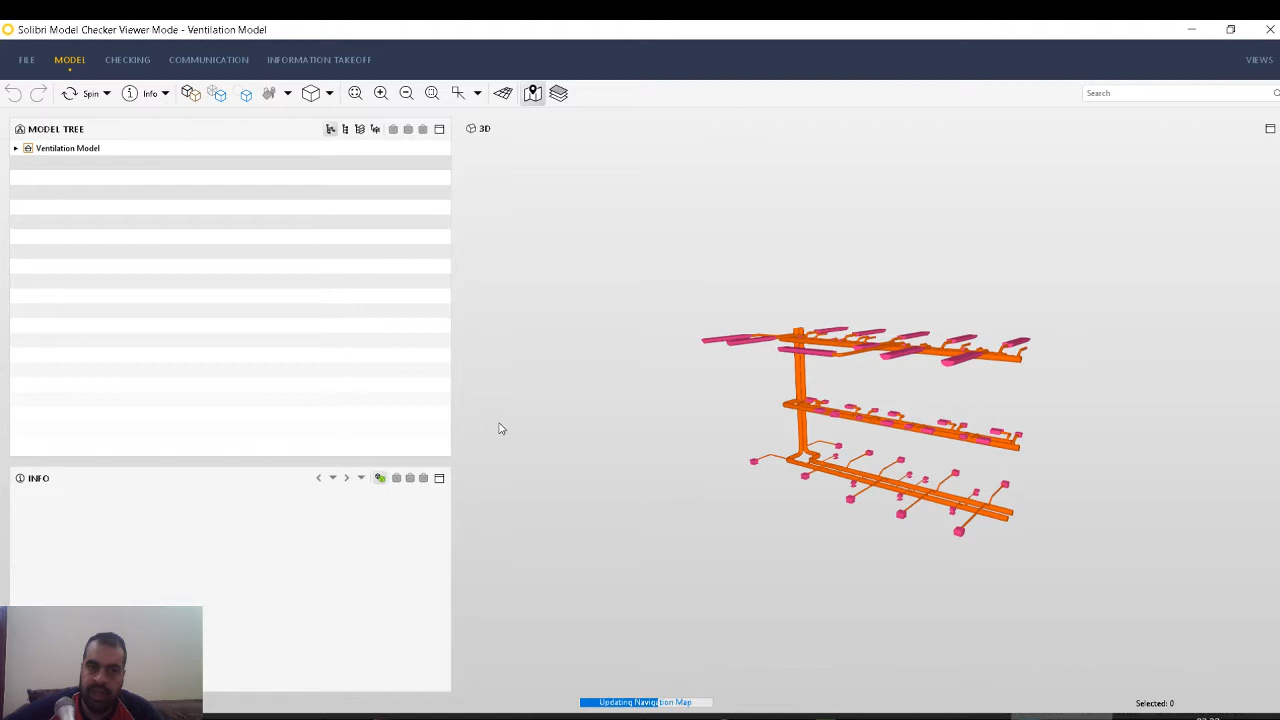 Solibri Model Checker Viewer Mode - Ventilation Model
FILE MODEL CHECKING COMMUNICATION INFORMATION TAKEOFF VIEWS
Spin Info Search
MODEL TREE
3D
Ventilation Model
INFO
Updating Navigation Map
Selected: 0